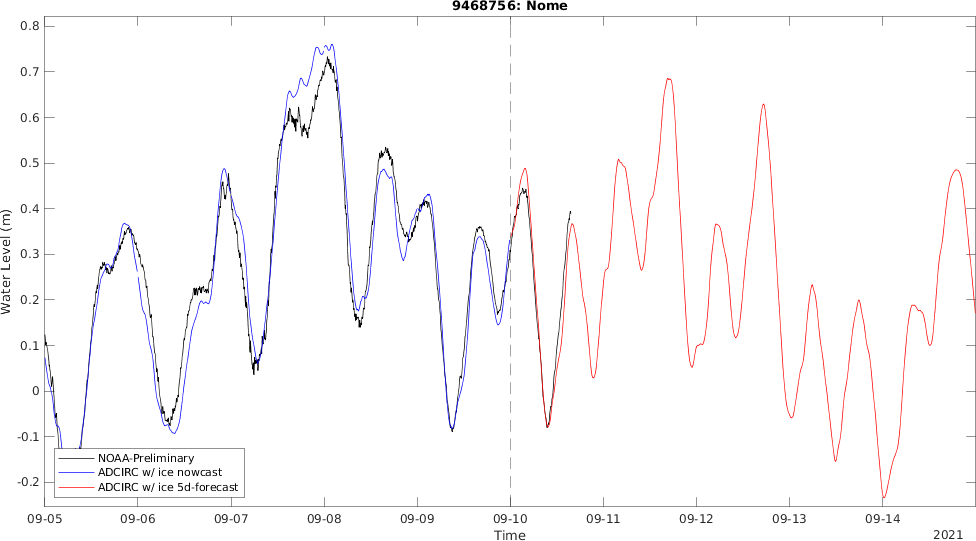 9468756: Nome
0.8
0.7
0.6
0.5
0.4
0.3
0.2
0.1
0
-0.1
-0.2
Water Level (m)
NOAA-Preliminary
ADCIRC w/ ice nowcast
ADCIRC w/ ice 5d-forecast
09-05 09-06 09-07 09-08 09-09 09-10 09-11 09-12 09-13 09-14
Time
2021